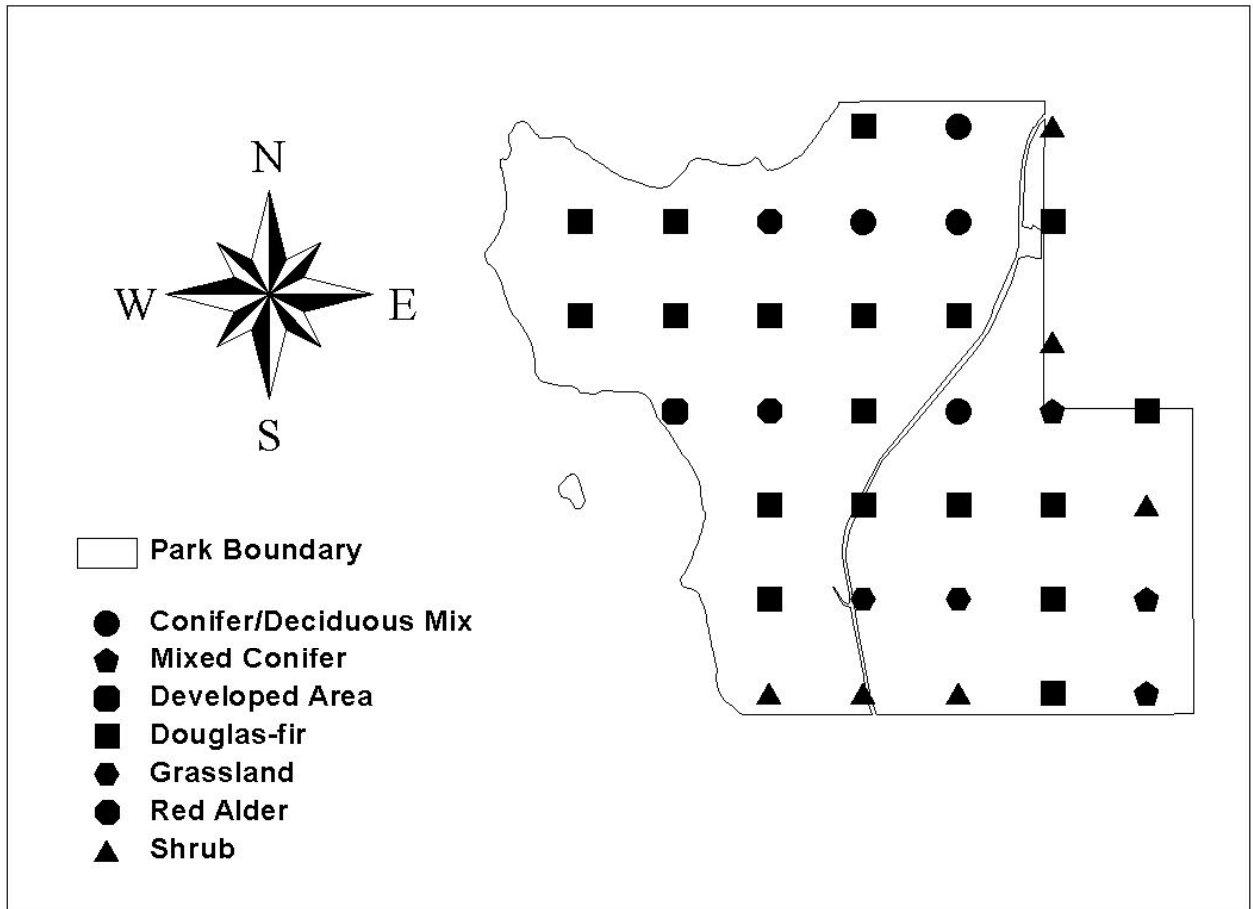 N
W E
S
Park Boundary
Conifer/Deciduous Mix
Mixed Conifer
Developed Area
Douglas-fir
Grassland
Red Alder
Shrub